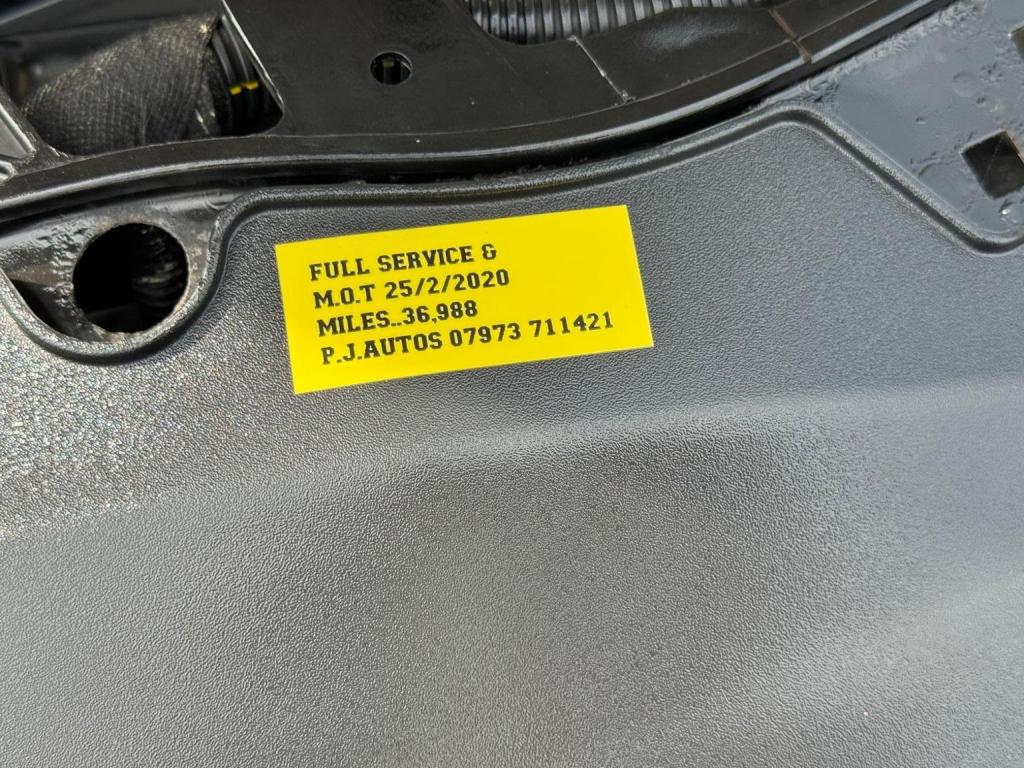 FULL SERVICE &
M.O.T 25/2/2020
MILES..36,988
P.J.AUTOS 07973 711421